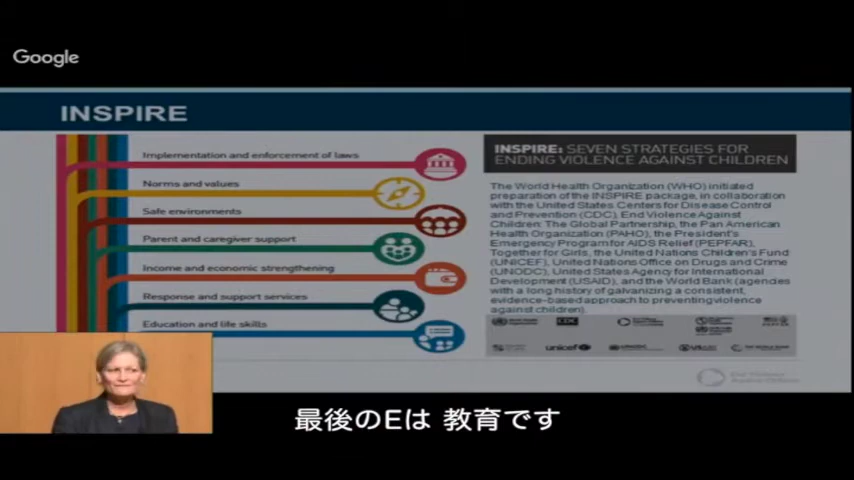 Google
INSPIRE
Implementation and enforcement of laws
Norms and values
Safe environments
Parent and caregiver support
Income and economic strengthening
Response and support services
Education and life skills
INSPIRE: SEVEN STRATEGIES FOR
ENDING VIOLENCE AGAINST CHILDREN
The World Health Organization (WHO) initiated
preparation of the INSPIRE package, in collaboration
with the United States Centers for Disease Control
and Prevention (CDC), End Violence Against
Children: The Global Partnership, the Pan American
Health Organization (PAHO), the President's
Emergency Program for AIDS Relief (PEPFAR),
Together for Girls, the United Nations Children's Fund
(UNICEF), United Nations Office on Drugs and Crime
(UNODC), United States Agency for International
Development (USAID), and the World Bank (agencies
with a long history of galvanizing a consistent,
evidence-based approach to preventing violence
against children).
CDC
unicef
USAID
THE WORLD BANK
最後のEは 教育です